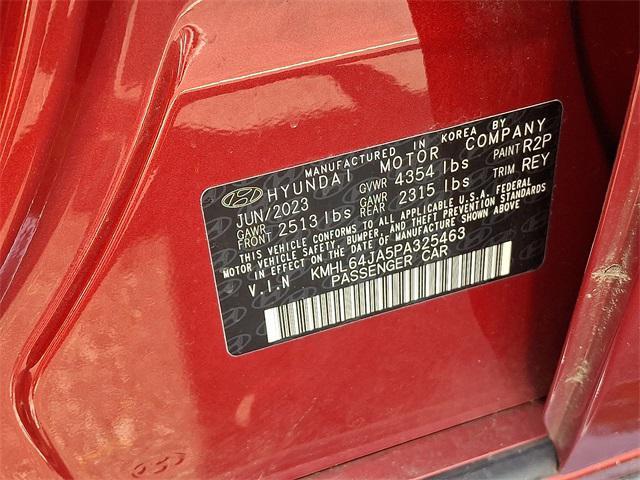 MANUFACTURED IN KOREA BY
HYUNDAI MOTOR COMPANY
JUN/2023 GVWR 4354 lbs PAINT R2P
GAWR FRONT 2513 lbs GAWR REAR 2315 lbs TRIM REY
THIS VEHICLE CONFORMS TO ALL APPLICABLE U.S.A. FEDERAL
MOTOR VEHICLE SAFETY, BUMPER, AND THEFT PREVENTION STANDARDS
IN EFFECT ON THE DATE OF MANUFACTURE SHOWN ABOVE.
V.I.N KMHL64JA5PA325463
PASSENGER CAR